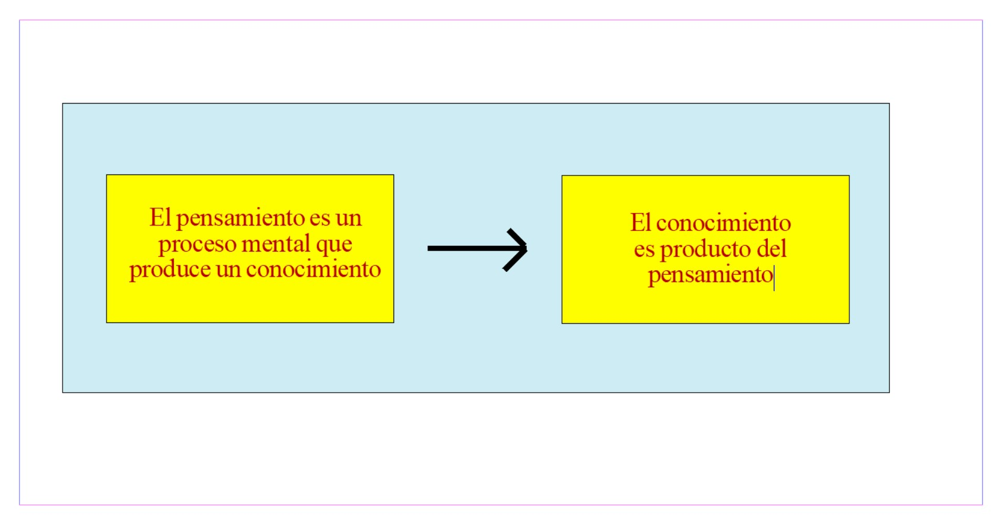 El pensamiento es un
proceso mental que
produce un conocimiento
El conocimiento
es producto del
pensamiento